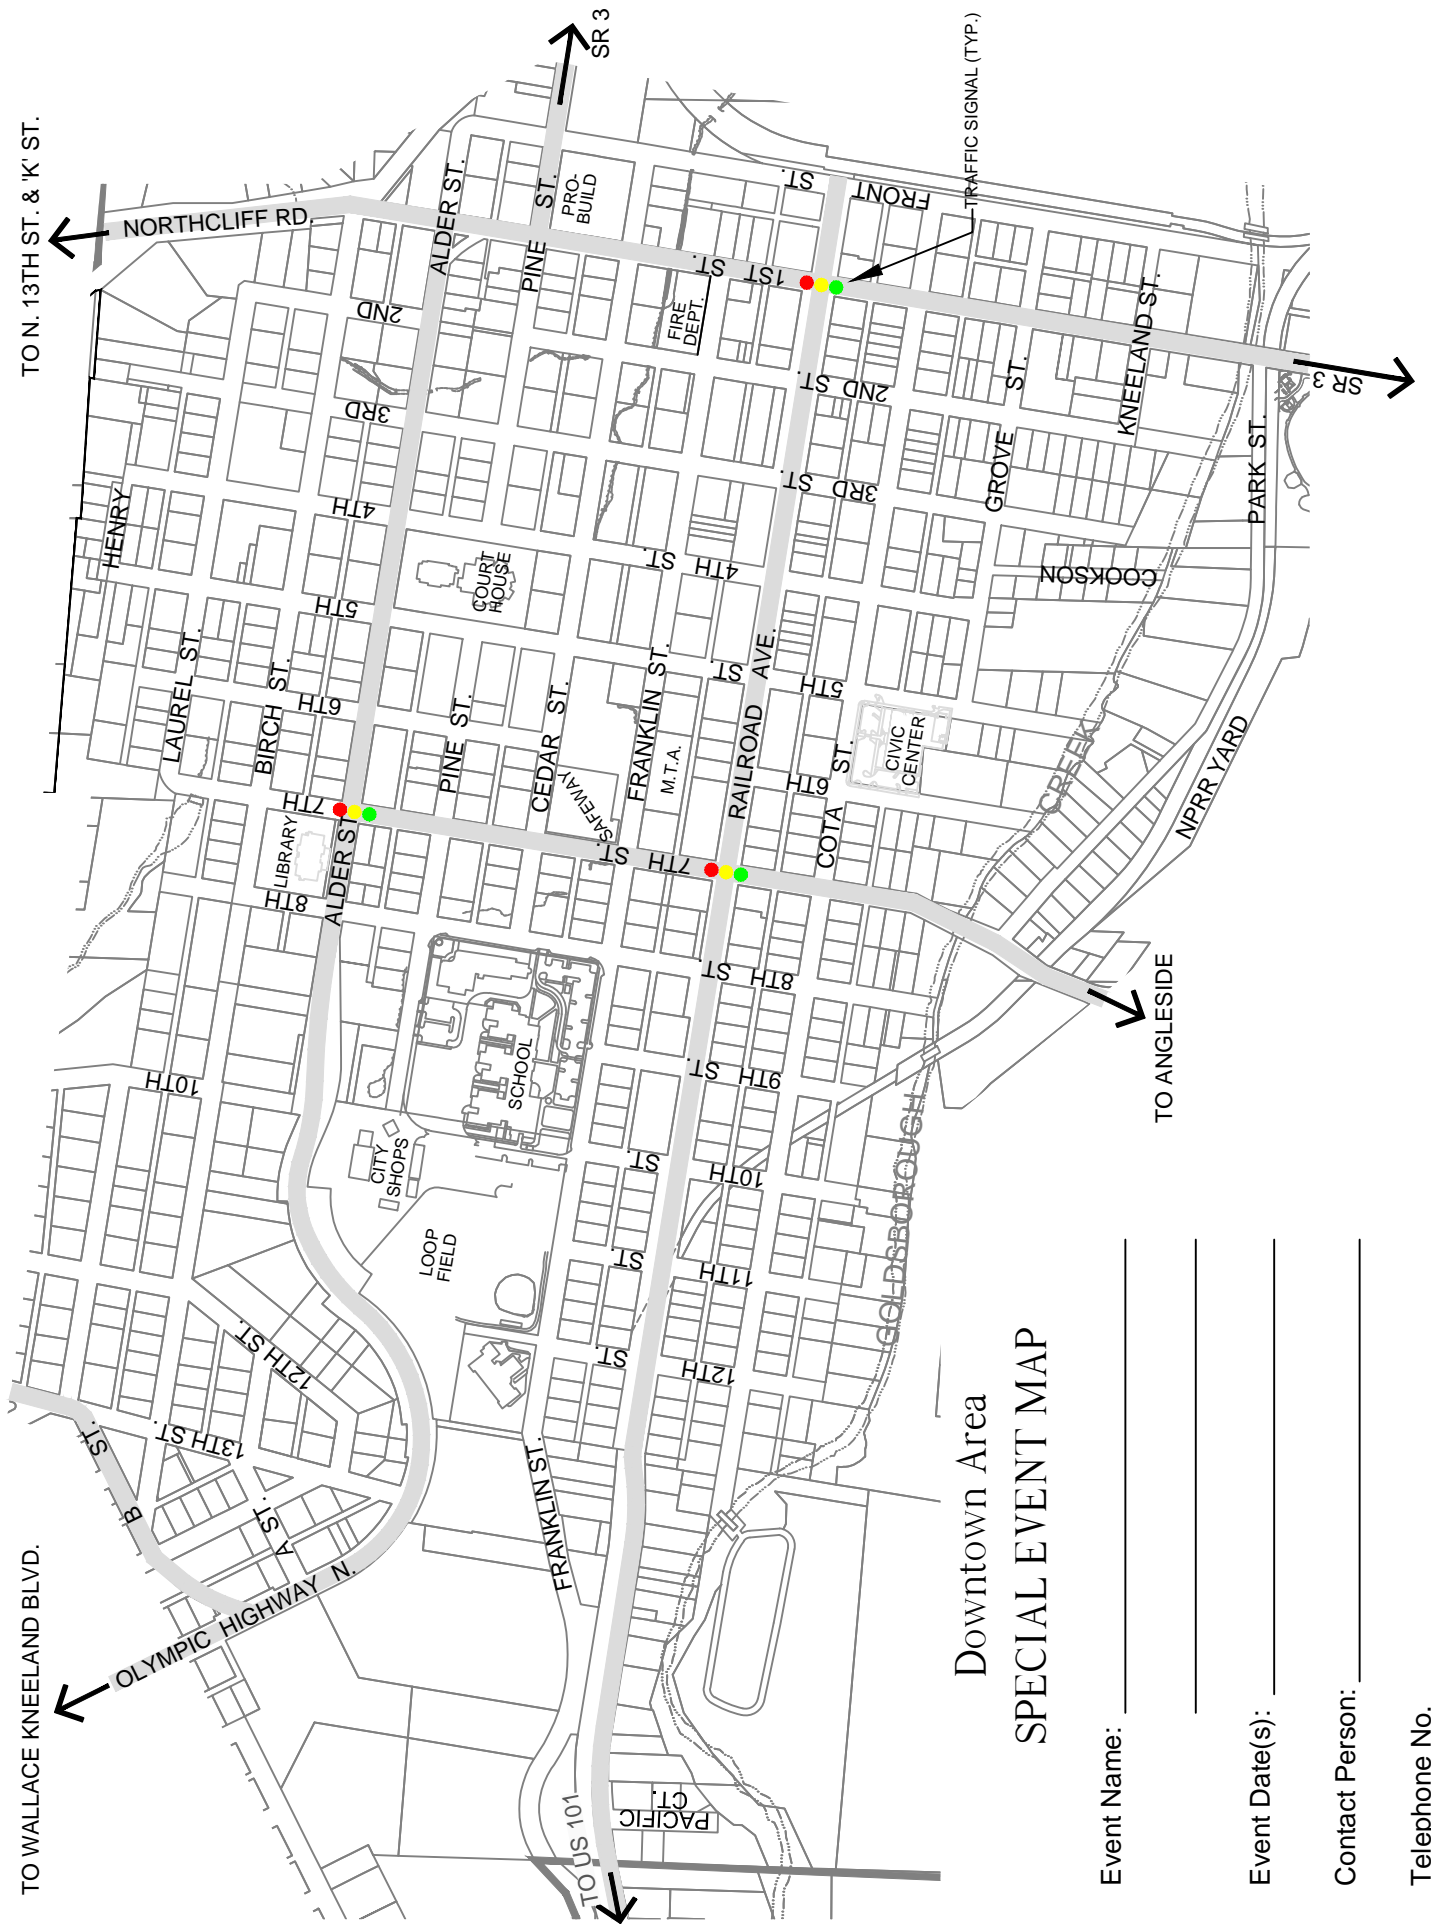 TO WALLACE KNEELAND BLVD.
TO N. 13TH ST. & 'K' ST.
NORTHCLIFF RD.
SR 3
OLYMPIC HIGHWAY N.
B ST.
A ST.
13TH ST.
12TH ST.
10TH
HENRY
LAUREL ST.
BIRCH ST.
ALDER ST.
ALDER ST.
2ND
3RD
4TH
5TH
6TH
7TH
8TH
LIBRARY
PINE ST.
PINE ST.
PRO-
BUILD
COURT
HOUSE
CEDAR ST.
SAFEWAY
FRANKLIN ST.
M.T.A.
FIRE
DEPT.
CITY
SHOPS
SCHOOL
LOOP
FIELD
FRANKLIN ST.
1ST ST.
2ND ST.
3RD ST.
4TH ST.
5TH ST.
6TH
7TH ST.
8TH ST.
9TH ST.
10TH ST.
11TH ST.
12TH ST.
RAILROAD AVE.
FRONT ST.
TRAFFIC SIGNAL (TYP.)
COTA ST.
CIVIC
CENTER
GROVE ST.
KNEELAND ST.
COOKSON
PARK ST.
SR 3
NPRR YARD
GOLDSBOROUGH CREEK
TO ANGLESIDE
PACIFIC
CT.
TO US 101
Downtown Area
SPECIAL EVENT MAP
Event Name:
Event Date(s):
Contact Person:
Telephone No.